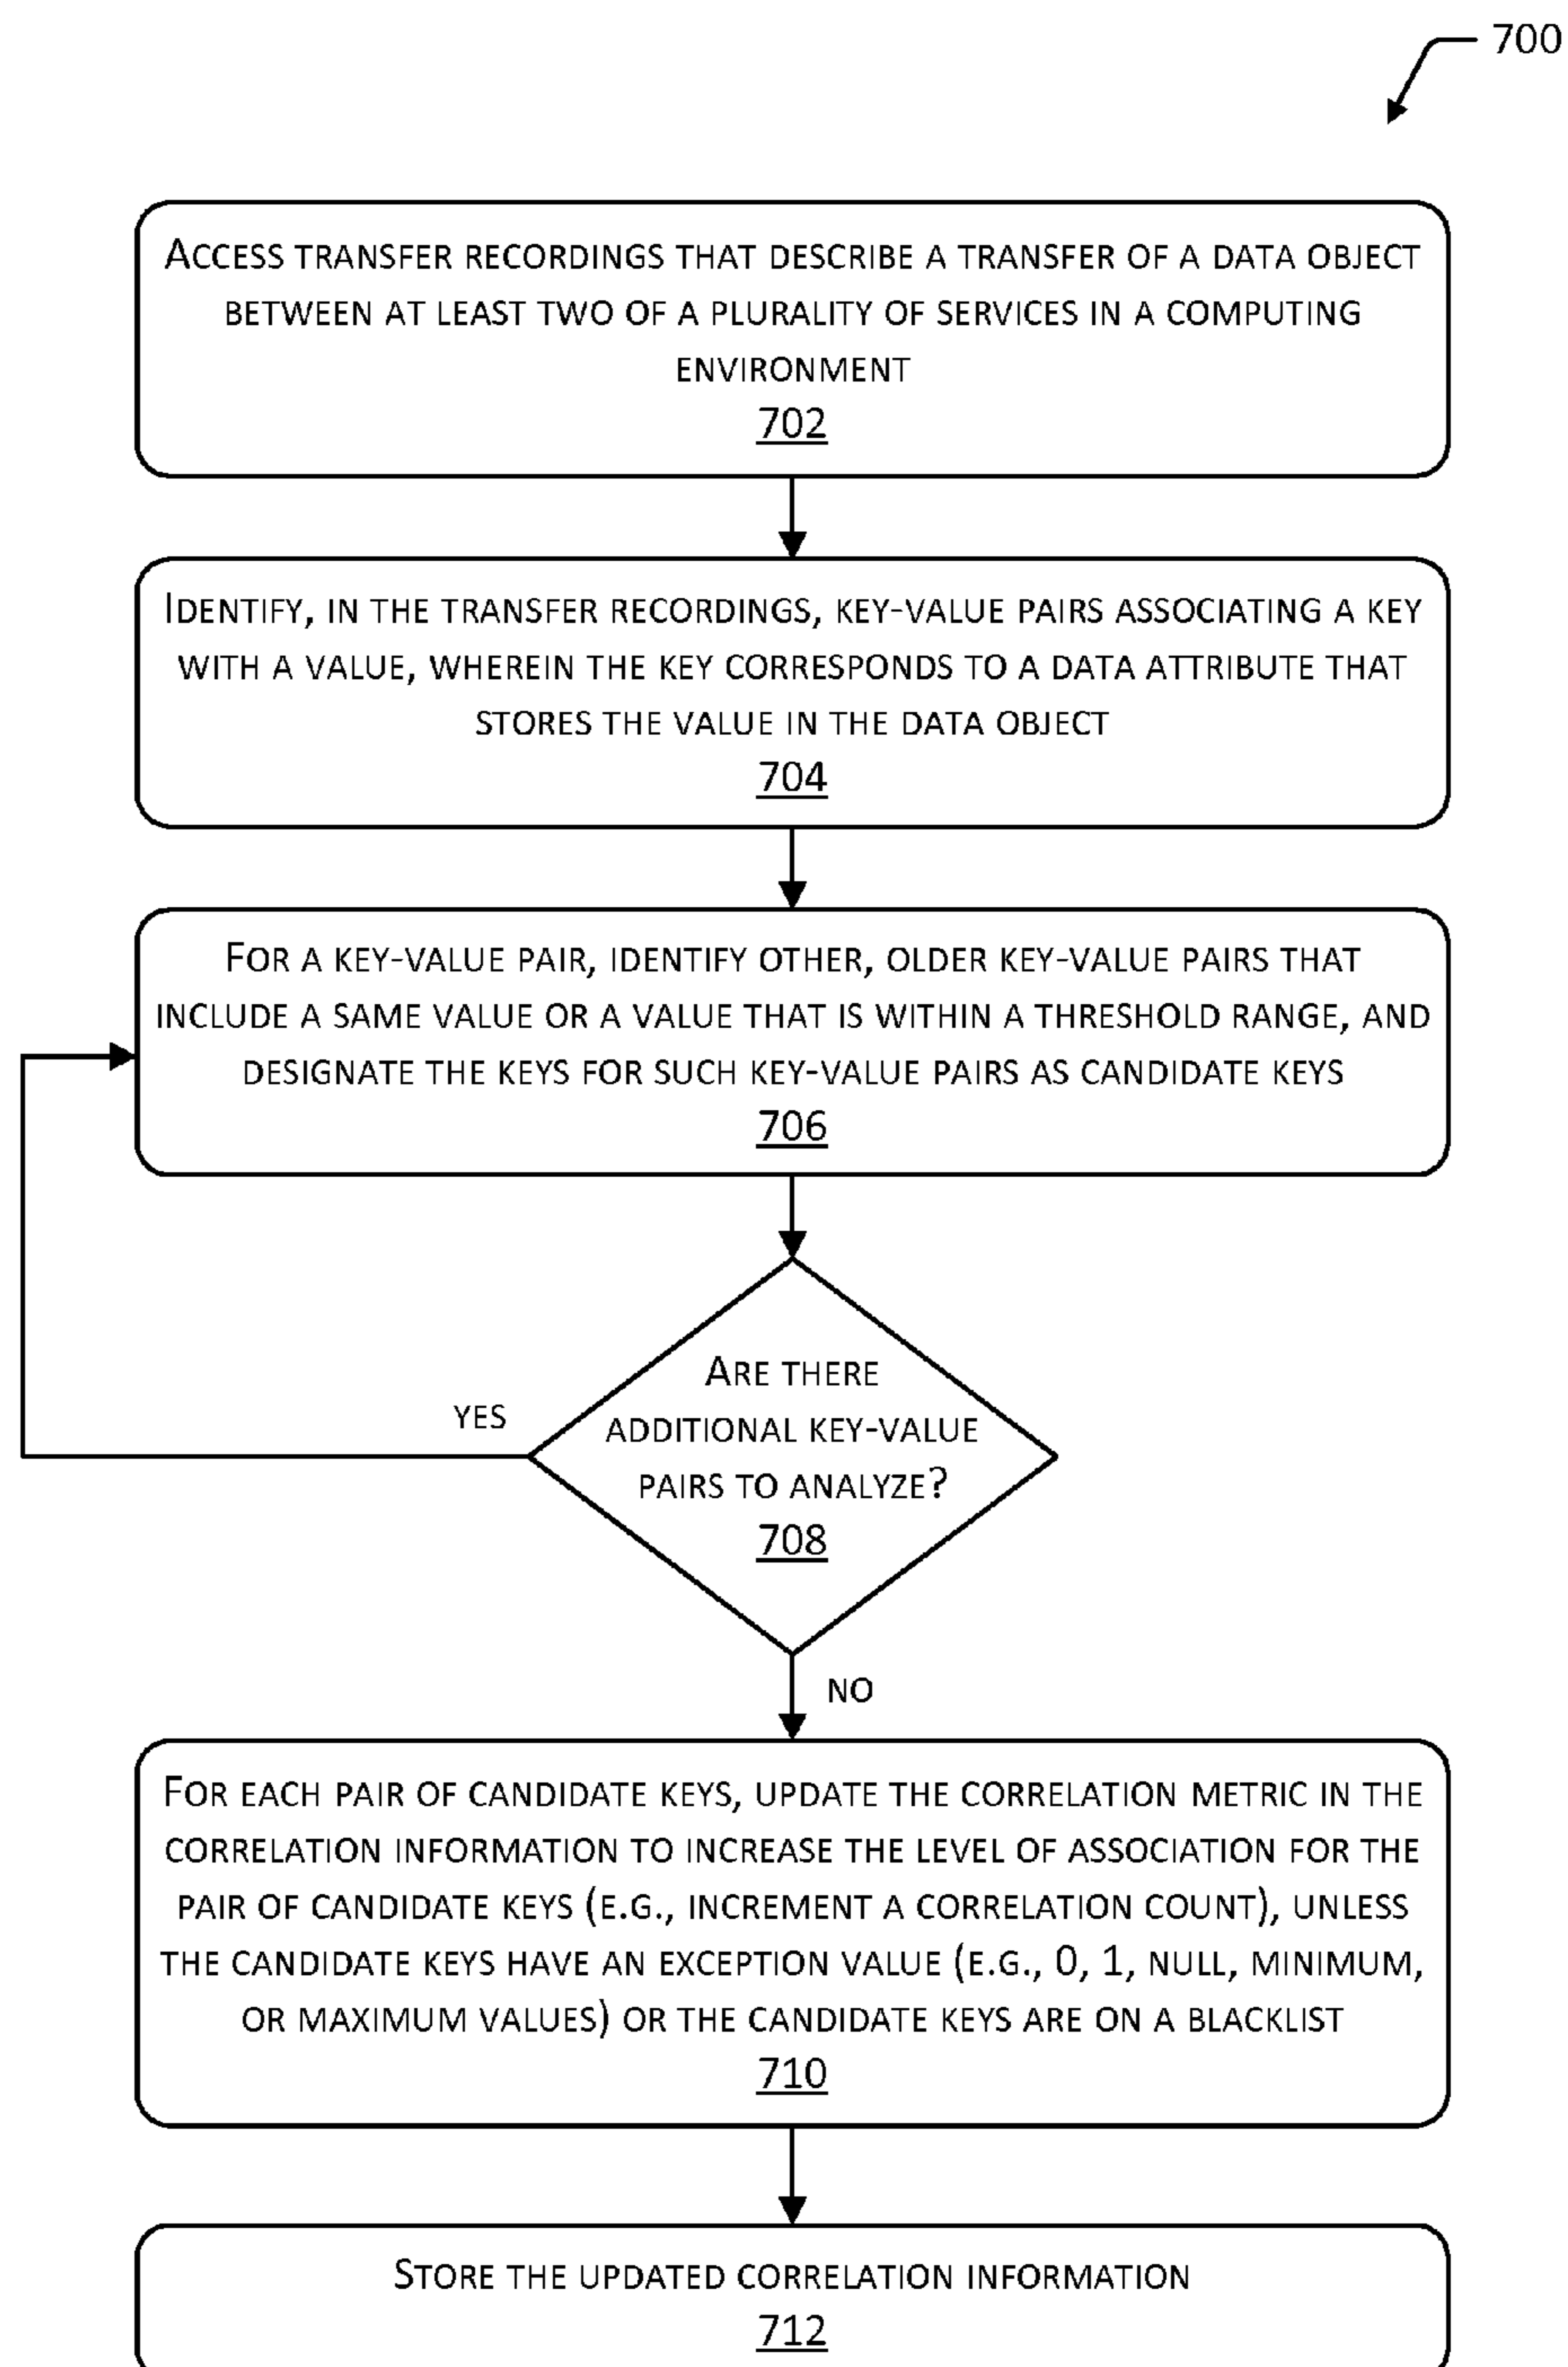 700
ACCESS TRANSFER RECORDINGS THAT DESCRIBE A TRANSFER OF A DATA OBJECT
BETWEEN AT LEAST TWO OF A PLURALITY OF SERVICES IN A COMPUTING
ENVIRONMENT
702
IDENTIFY, IN THE TRANSFER RECORDINGS, KEY-VALUE PAIRS ASSOCIATING A KEY
WITH A VALUE, WHEREIN THE KEY CORRESPONDS TO A DATA ATTRIBUTE THAT
STORES THE VALUE IN THE DATA OBJECT
704
FOR A KEY-VALUE PAIR, IDENTIFY OTHER, OLDER KEY-VALUE PAIRS THAT
INCLUDE A SAME VALUE OR A VALUE THAT IS WITHIN A THRESHOLD RANGE, AND
DESIGNATE THE KEYS FOR SUCH KEY-VALUE PAIRS AS CANDIDATE KEYS
706
ARE THERE
ADDITIONAL KEY-VALUE
PAIRS TO ANALYZE?
708
YES
NO
FOR EACH PAIR OF CANDIDATE KEYS, UPDATE THE CORRELATION METRIC IN THE
CORRELATION INFORMATION TO INCREASE THE LEVEL OF ASSOCIATION FOR THE
PAIR OF CANDIDATE KEYS (E.G., INCREMENT A CORRELATION COUNT), UNLESS
THE CANDIDATE KEYS HAVE AN EXCEPTION VALUE (E.G., 0, 1, NULL, MINIMUM,
OR MAXIMUM VALUES) OR THE CANDIDATE KEYS ARE ON A BLACKLIST
710
STORE THE UPDATED CORRELATION INFORMATION
712